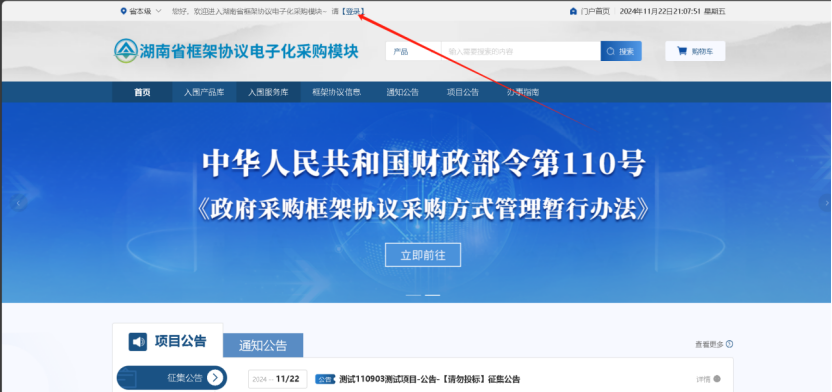 省本级 您好，欢迎进入湖南省框架协议电子化采购模块~ 请【登录】 门户首页 2024年11月22日21:07:51 星期五
湖南省框架协议电子化采购模块 产品 输入需要搜索的内容 搜索 购物车
首页 入围产品库 入围服务库 框架协议信息 通知公告 项目公告 办事指南
中华人民共和国财政部令第110号
《政府采购框架协议采购方式管理暂行办法》
立即前往
项目公告 通知公告 查看更多
征集公告 2024 -- 11/22 公告 测试110903测试项目-公告-【请勿投标】征集公告 详情